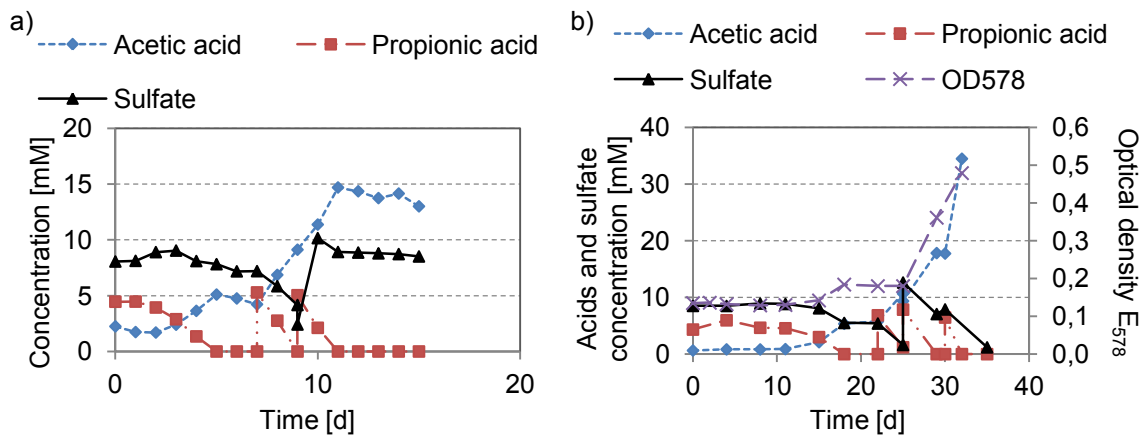 a)
Acetic acid
Propionic acid
Sulfate
20
15
10
5
0
0
10
20
Concentration [mM]
Time [d]
b)
Acetic acid
Propionic acid
Sulfate
OD578
40
30
20
10
0
0,6
0,5
0,4
0,3
0,2
0,1
0,0
0
10
20
30
40
Acids and sulfate
concentration [mM]
Optical density E578
Time [d]